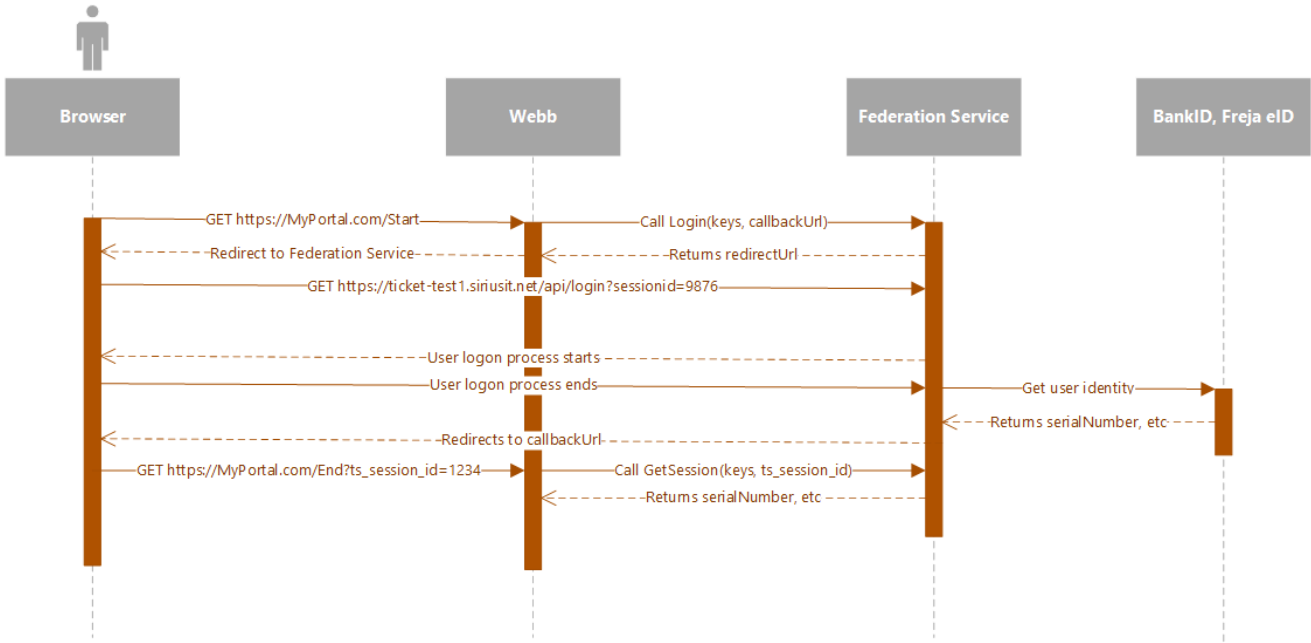 Browser
Webb
Federation Service
BankID, Freja eID
GET https://MyPortal.com/Start
Call Login(keys, callbackUrl)
Redirect to Federation Service
Returns redirectUrl
GET https://ticket-test1.siriusit.net/api/login?sessionid=9876
User logon process starts
User logon process ends
Get user identity
Returns serialNumber, etc
Redirects to callbackUrl
GET https://MyPortal.com/End?ts_session_id=1234
Call GetSession(keys, ts_session_id)
Returns serialNumber, etc